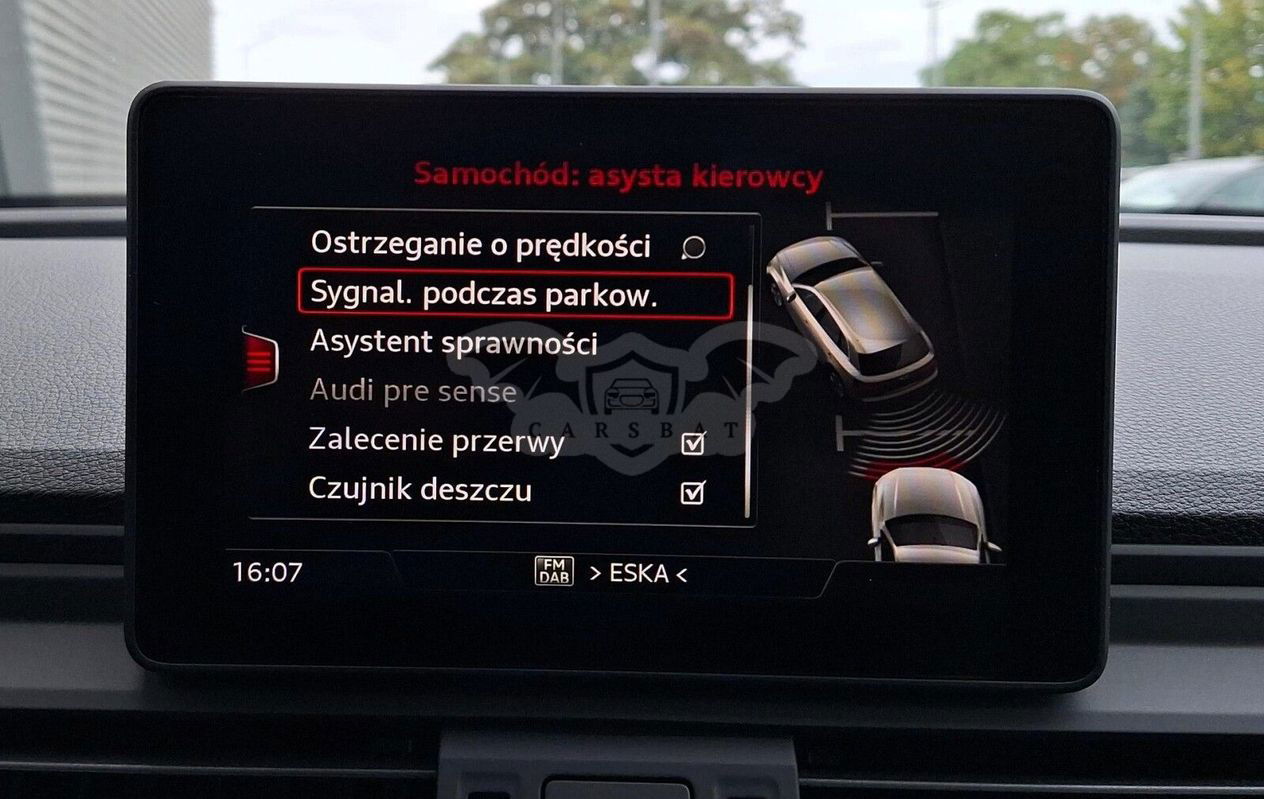 Samochód: asysta kierowcy
Ostrzeganie o prędkości
Sygnal. podczas parkow.
Asystent sprawności
Audi pre sense
CARSBAT
Zalecenie przerwy
Czujnik deszczu
16:07
FM
DAB
> ESKA <